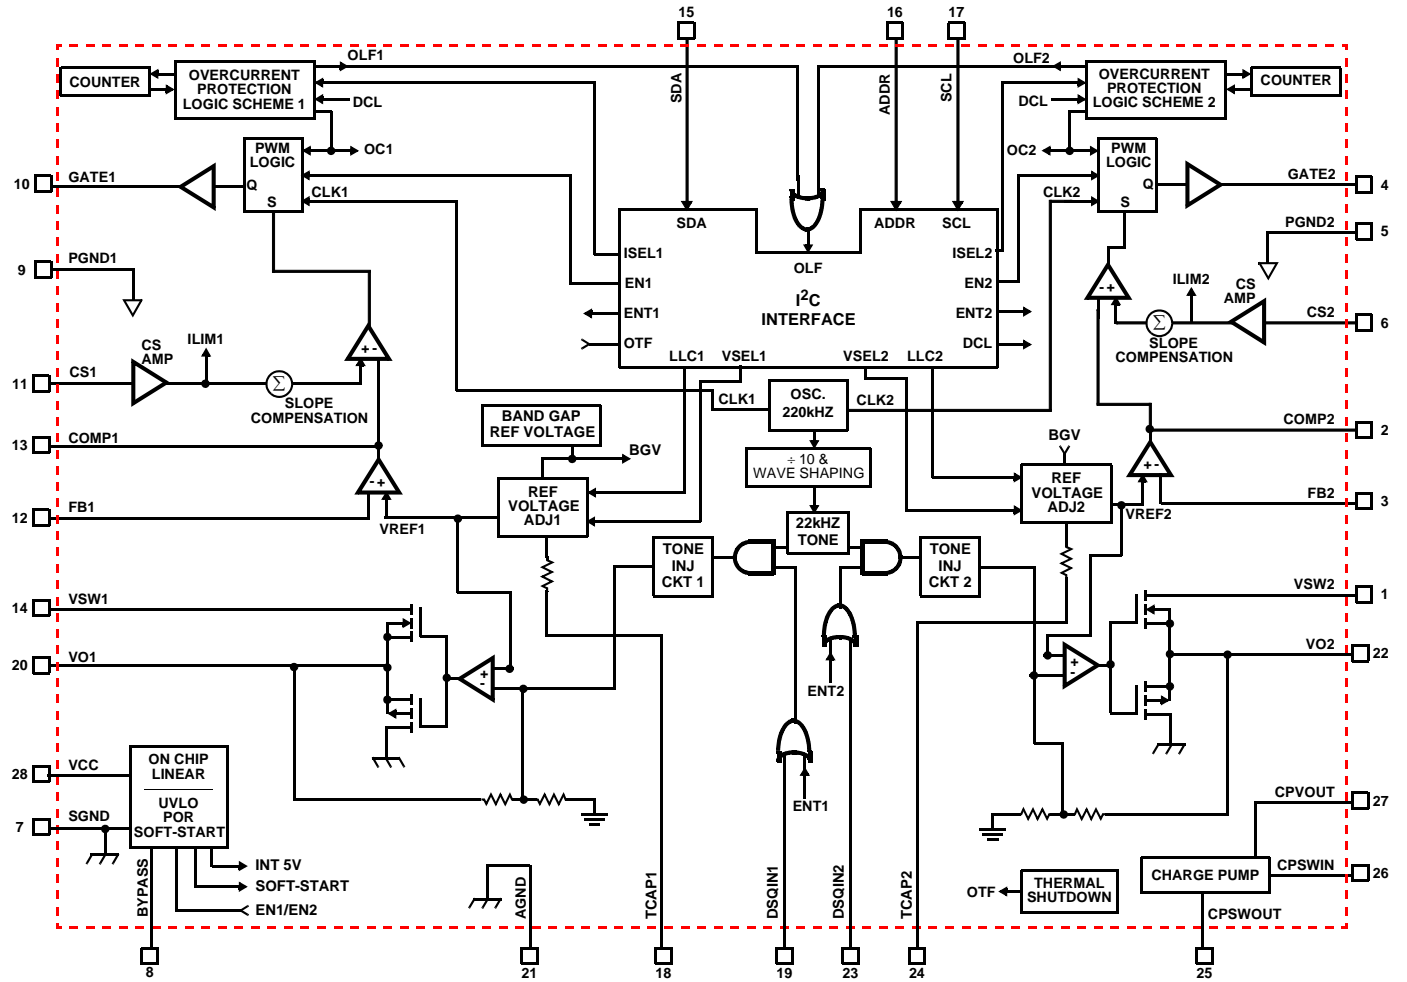 15
16
17
OLF1
OLF2
COUNTER
OVERCURRENT
PROTECTION
LOGIC SCHEME 1
DCL
SDA
ADDR
SCL
DCL
OVERCURRENT
PROTECTION
LOGIC SCHEME 2
COUNTER
PWM
LOGIC
Q
S
OC1
CLK1
OC2
CLK2
PWM
LOGIC
Q
S
10
GATE1
GATE2
4
9
PGND1
PGND2
5
SDA
ADDR
SCL
OLF
ISEL1
EN1
ENT1
OTF
I2C
INTERFACE
ISEL2
EN2
ENT2
DCL
LLC1
VSEL1
VSEL2
LLC2
CS
AMP
ILIM1
11
CS1
Σ
SLOPE
COMPENSATION
ILIM2
CS
AMP
Σ
SLOPE
COMPENSATION
CS2
6
CLK1
OSC.
220kHZ
CLK2
13
COMP1
BAND GAP
REF VOLTAGE
BGV
÷ 10 &
WAVE SHAPING
BGV
COMP2
2
12
FB1
- +
+ -
VREF1
REF
VOLTAGE
ADJ1
22kHZ
TONE
REF
VOLTAGE
ADJ2
VREF2
- +
+ -
FB2
3
TONE
INJ
CKT 1
TONE
INJ
CKT 2
14
VSW1
VSW2
1
20
VO1
+
-
ENT2
+
-
VO2
22
28
VCC
7
SGND
ON CHIP
LINEAR
UVLO
POR
SOFT-START
ENT1
CPVOUT
27
BYPASS
INT 5V
SOFT-START
EN1/EN2
AGND
TCAP1
DSQIN1
DSQIN2
TCAP2
OTF
THERMAL
SHUTDOWN
CHARGE PUMP
CPSWIN
26
CPSWOUT
8
21
18
19
23
24
25